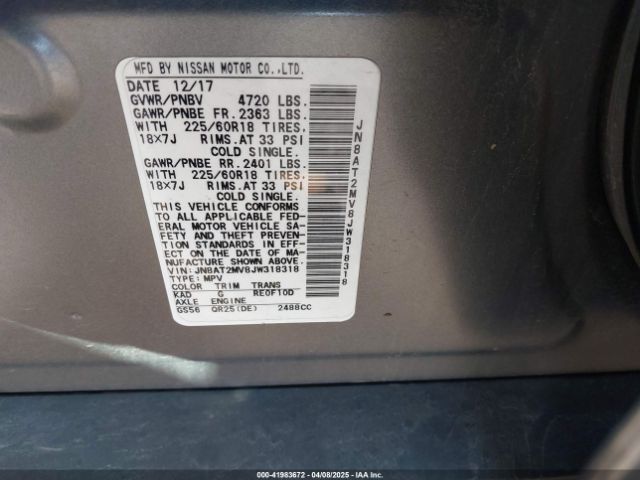 MFD BY NISSAN MOTOR CO.,LTD.
DATE 12/17
GVWR/PNBV 4720 LBS.
GAWR/PNBE FR. 2363 LBS.
WITH 225/60R18 TIRES.
18X7J RIMS. AT 33 PSI
COLD SINGLE.
GAWR/PNBE RR. 2401 LBS.
WITH 225/60R18 TIRES.
18X7J RIMS. AT 33 PSI
COLD SINGLE.
THIS VEHICLE CONFORMS
TO ALL APPLICABLE FED-
ERAL MOTOR VEHICLE SA-
FETY AND THEFT PREVEN-
TION STANDARDS IN EFF-
ECT ON THE DATE OF MA-
NUFACTURE SHOWN ABOVE.
VIN: JN8AT2MV8JW318318
TYPE: MPV
COLOR TRIM TRANS
KAD G RE0F10D
AXLE ENGINE
GS56 QR25(DE) 2488CC
JN8AT2MV8JW318318
000-41983672 - 04/08/2025 - IAAI.COM